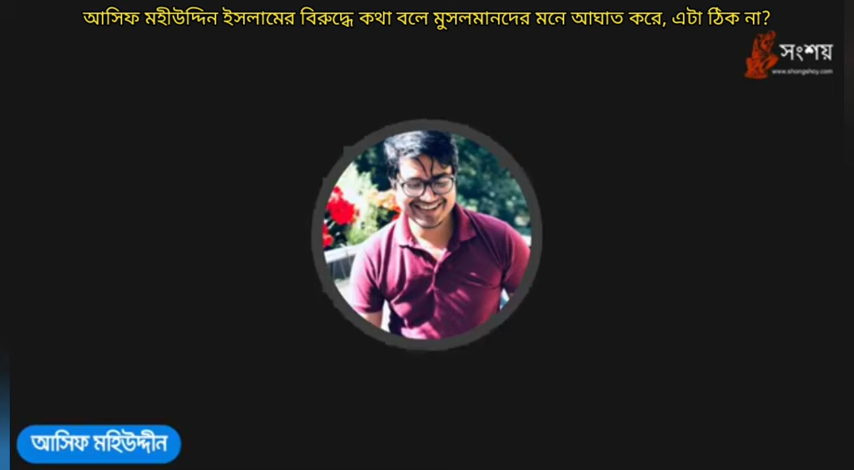 আসিফ মহীউদ্দিন ইসলামের বিরুদ্ধে কথা বলে মুসলমানদের মনে আঘাত করে, এটা ঠিক না?
সংশয়
www.shongshoy.com
আসিফ মহিউদ্দীন